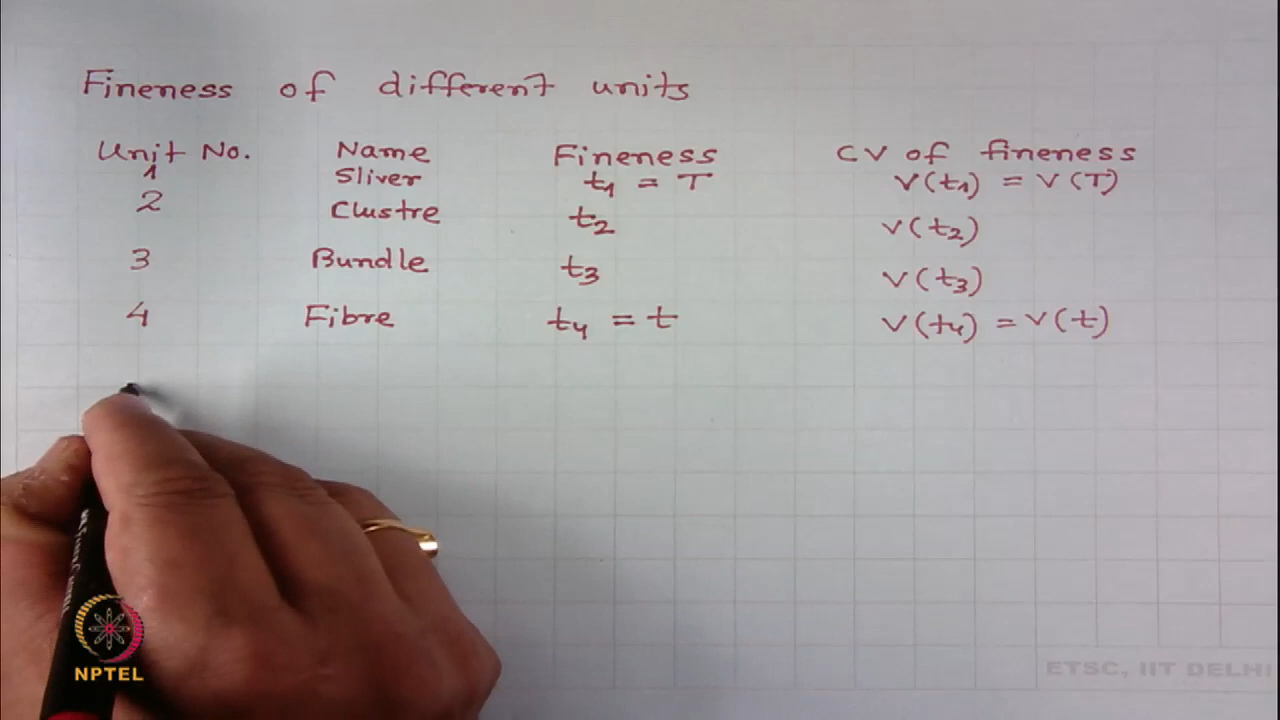 Fineness of different units
Unit No. Name Fineness CV of fineness
1 Sliver t1 = T V(t1) = V(T)
2 Clustre t2 V(t2)
3 Bundle t3 V(t3)
4 Fibre t4 = t V(t4) = V(t)
NPTEL
ETSC, IIT DELHI